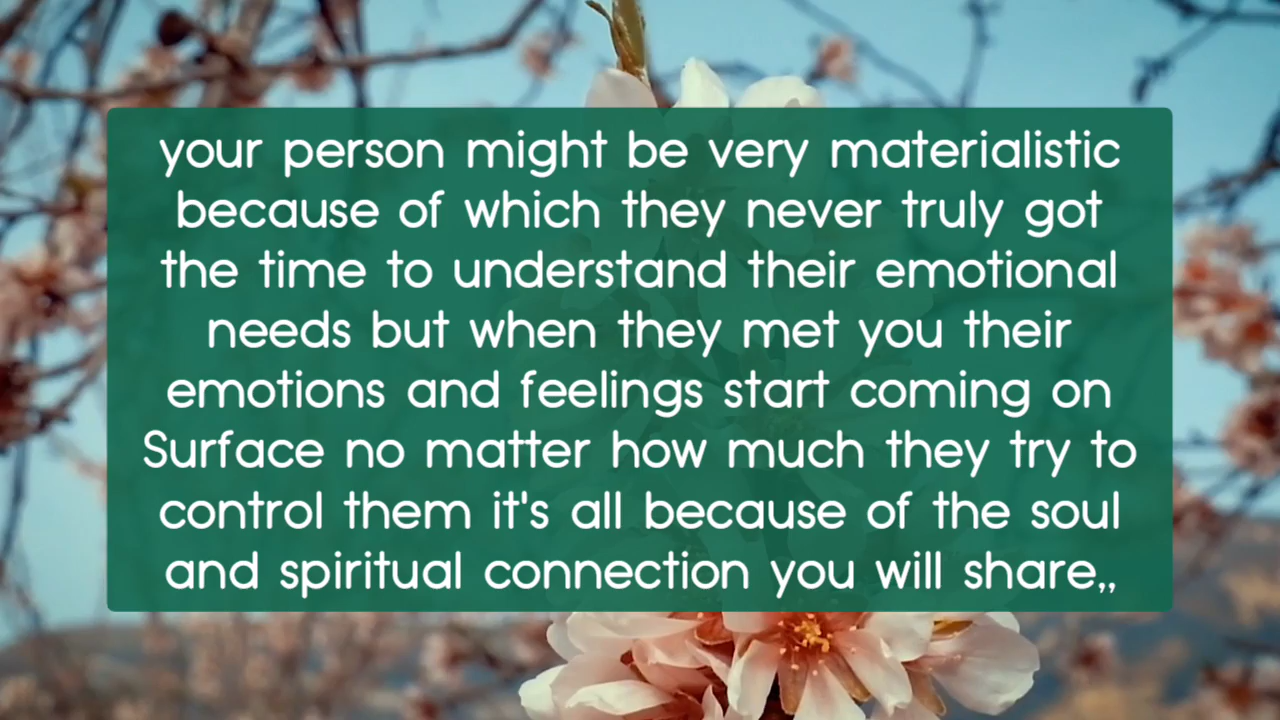 your person might be very materialistic
because of which they never truly got
the time to understand their emotional
needs but when they met you their
emotions and feelings start coming on
Surface no matter how much they try to
control them it's all because of the soul
and spiritual connection you will share,,